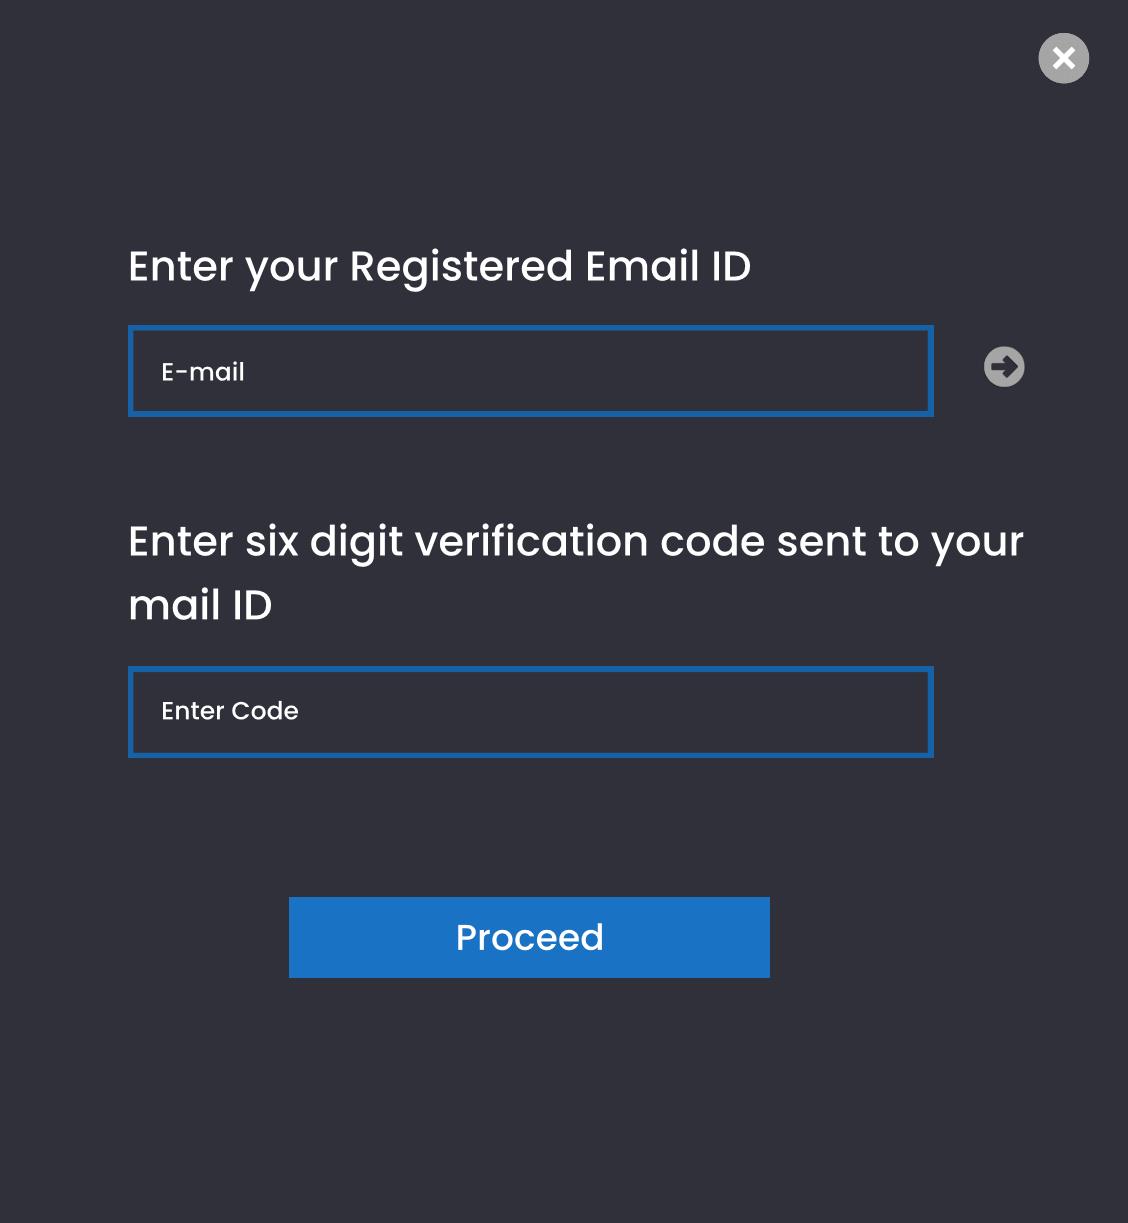 Enter your Registered Email ID
E-mail
Enter six digit verification code sent to your
mail ID
Enter Code
Proceed